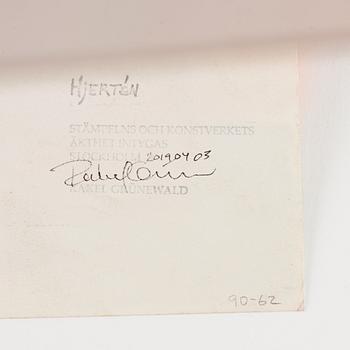 HJERTÉN
STÄMPELNS OCH KONSTVERKETS
ÄKTHET INTYGAS
STOCKHOLM 2019 04 03
RAKEL GRÜNEWALD
90-62